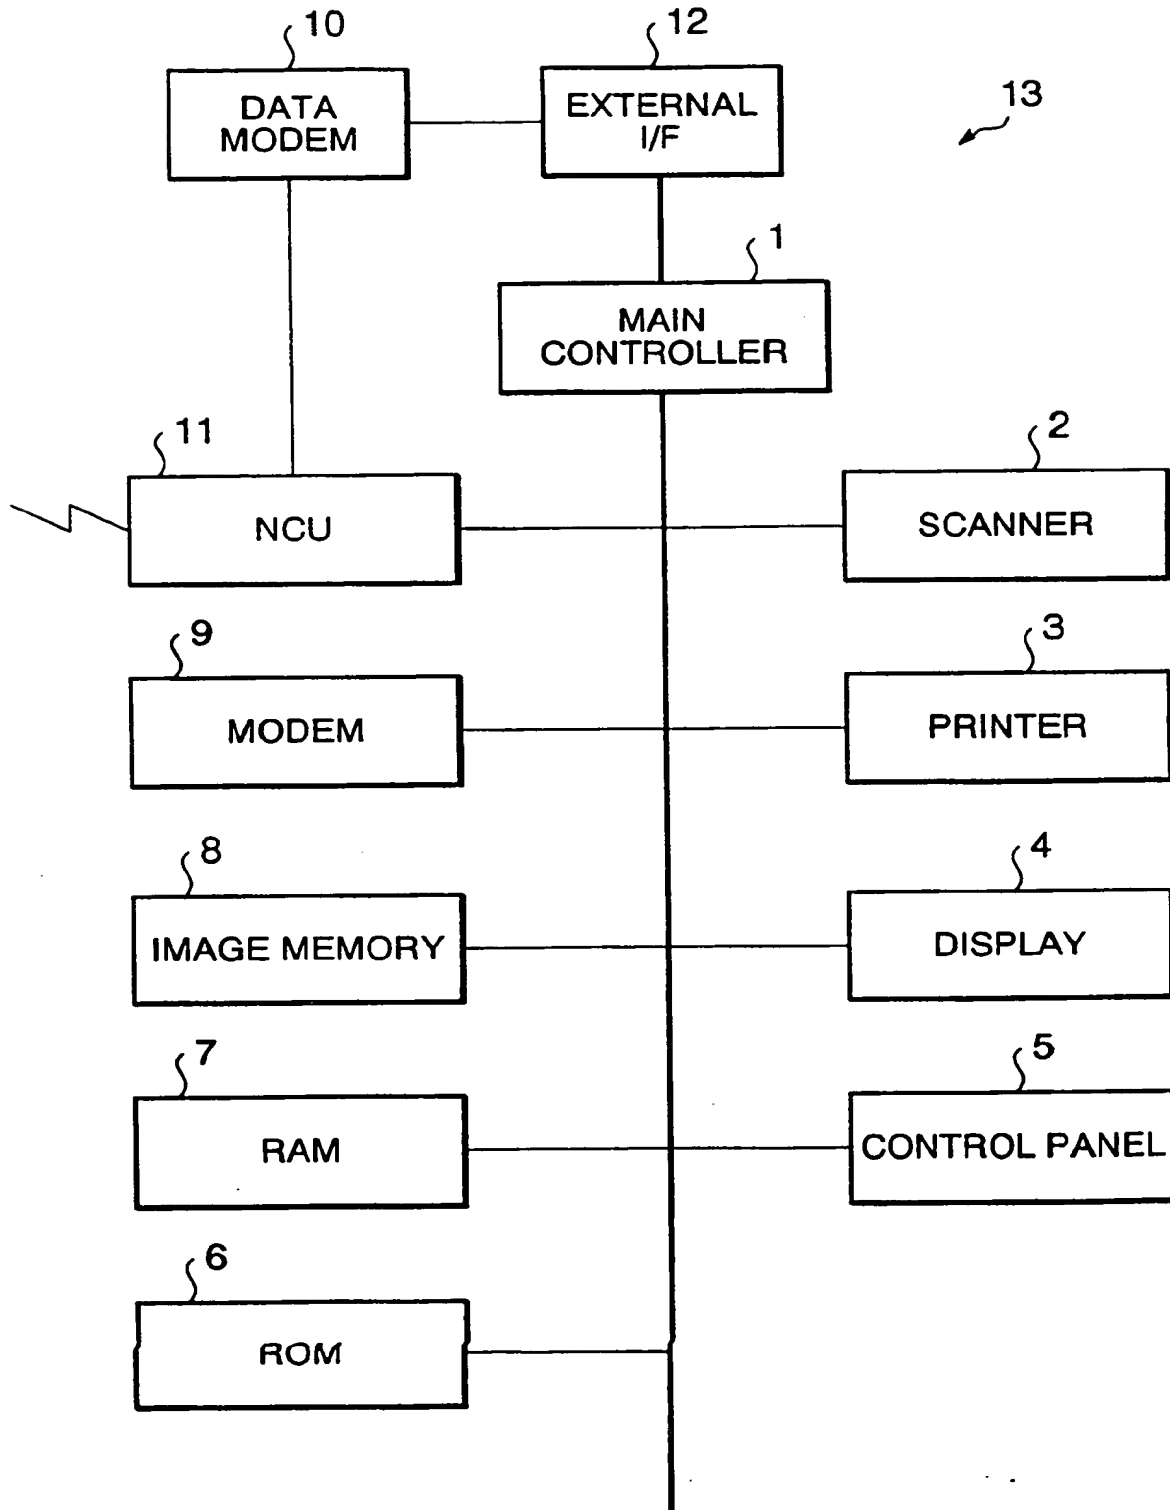 10
DATA
MODEM
12
EXTERNAL
I/F
13
1
MAIN
CONTROLLER
11
NCU
2
SCANNER
9
MODEM
3
PRINTER
8
IMAGE MEMORY
4
DISPLAY
7
RAM
5
CONTROL PANEL
6
ROM